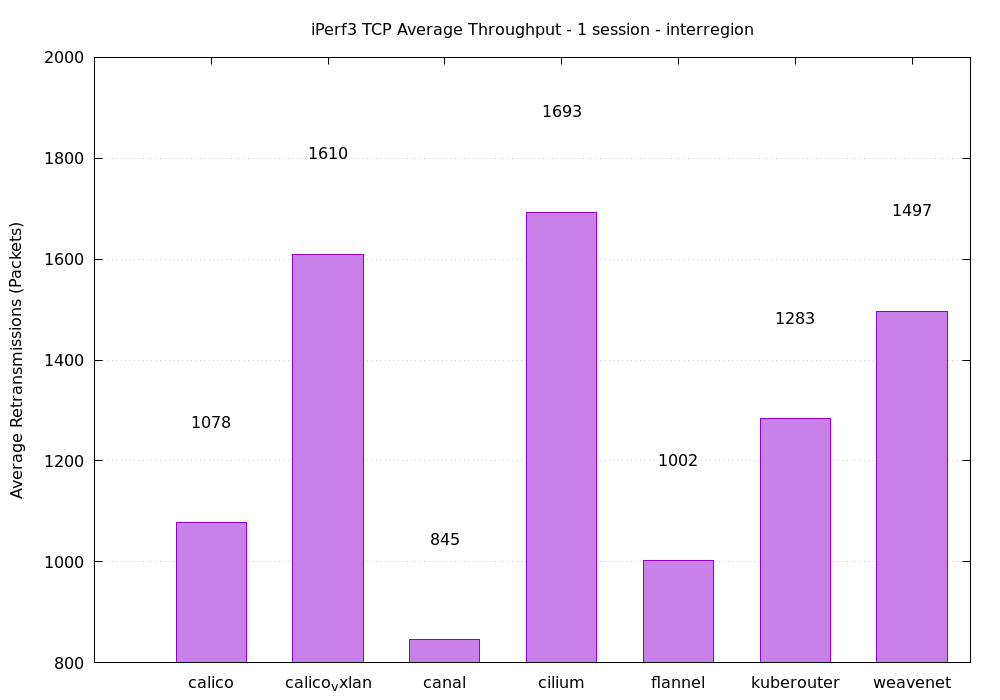 iPerf3 TCP Average Throughput - 1 session - interregion
Average Retransmissions (Packets)
2000
1800
1600
1400
1200
1000
800
1078
1610
845
1693
1002
1283
1497
calico
calicovxlan
canal
cilium
flannel
kuberouter
weavenet